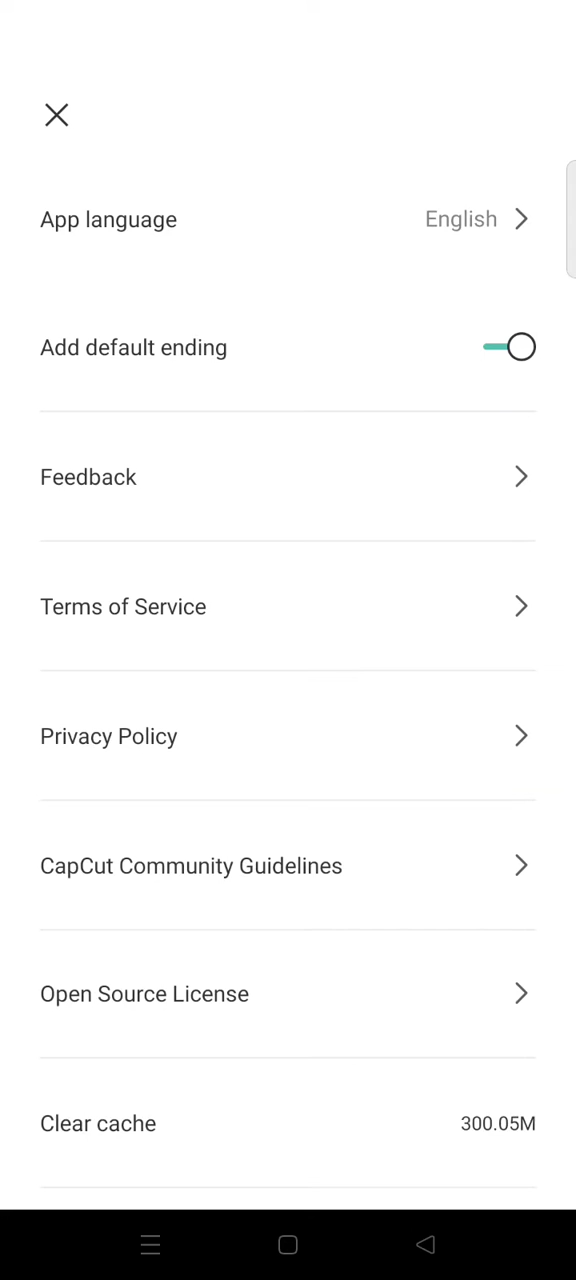 App language English
Add default ending
Feedback
Terms of Service
Privacy Policy
CapCut Community Guidelines
Open Source License
Clear cache 300.05M